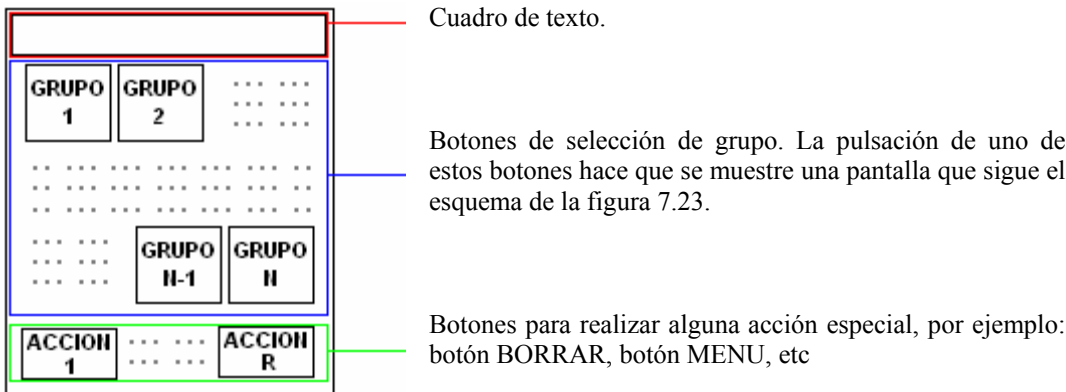 Cuadro de texto.
GRUPO 1
GRUPO 2
Botones de selección de grupo. La pulsación de uno de
estos botones hace que se muestre una pantalla que sigue el
esquema de la figura 7.23.
GRUPO N-1
GRUPO N
ACCION 1
ACCION R
Botones para realizar alguna acción especial, por ejemplo:
botón BORRAR, botón MENU, etc